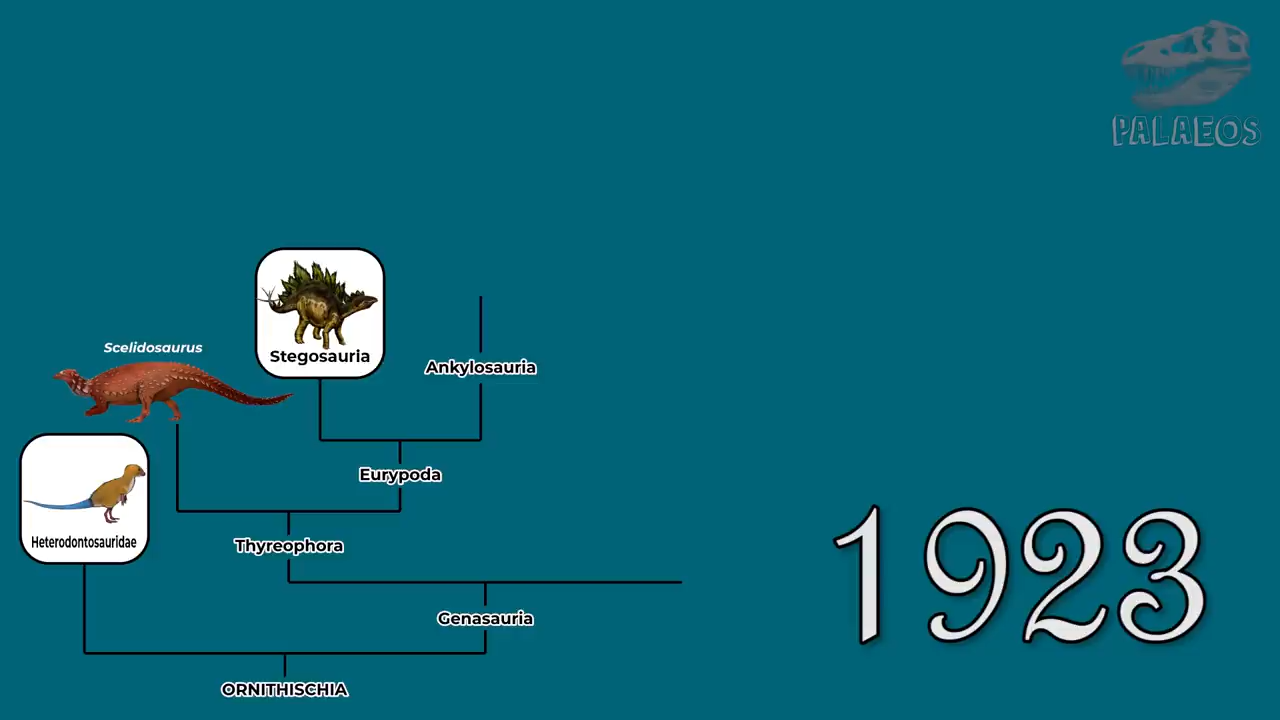 PALAEOS
Scelidosaurus
Stegosauria
Ankylosauria
Heterodontosauridae
Eurypoda
Thyreophora
1923
Genasauria
ORNITHISCHIA